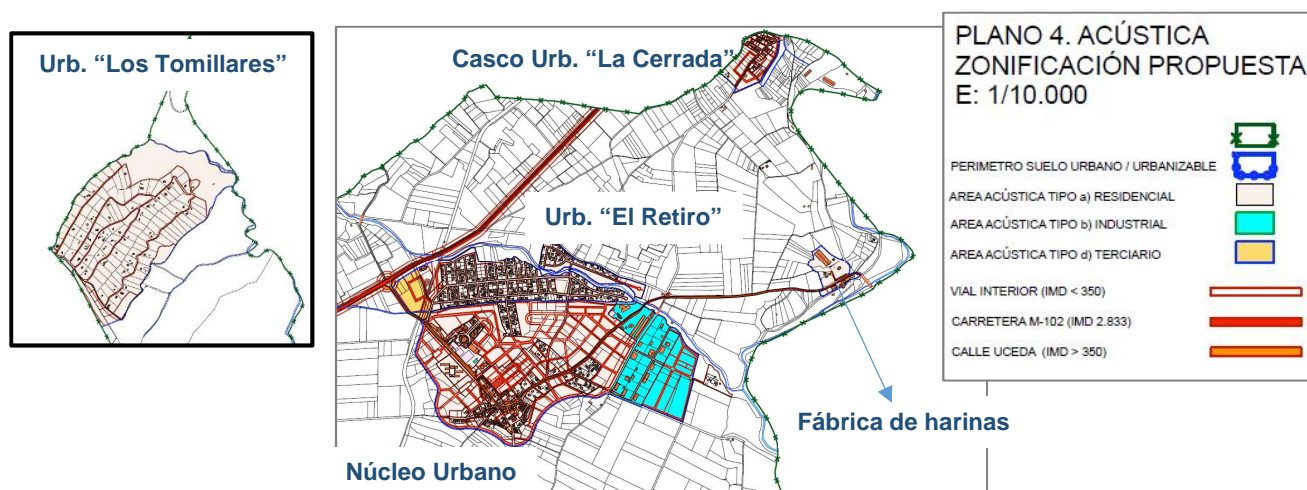 Urb. “Los Tomillares”
Casco Urb. “La Cerrada”
Urb. “El Retiro”
Fábrica de harinas
Núcleo Urbano
PLANO 4. ACÚSTICA
ZONIFICACIÓN PROPUESTA
E: 1/10.000
PERIMETRO SUELO URBANO / URBANIZABLE
AREA ACÚSTICA TIPO a) RESIDENCIAL
AREA ACÚSTICA TIPO b) INDUSTRIAL
AREA ACÚSTICA TIPO d) TERCIARIO
VIAL INTERIOR (IMD < 350)
CARRETERA M-102 (IMD 2.833)
CALLE UCEDA (IMD > 350)